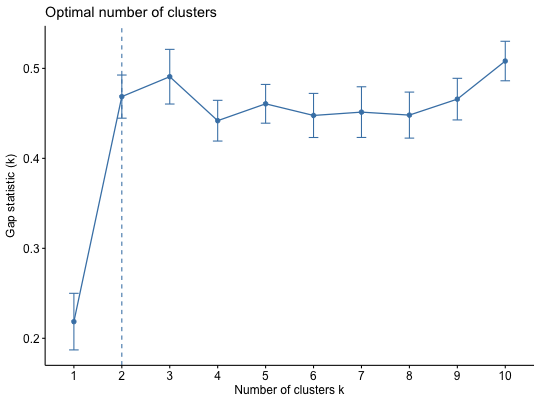 Optimal number of clusters
Gap statistic (k)
0.5
0.4
0.3
0.2
1 2 3 4 5 6 7 8 9 10
Number of clusters k